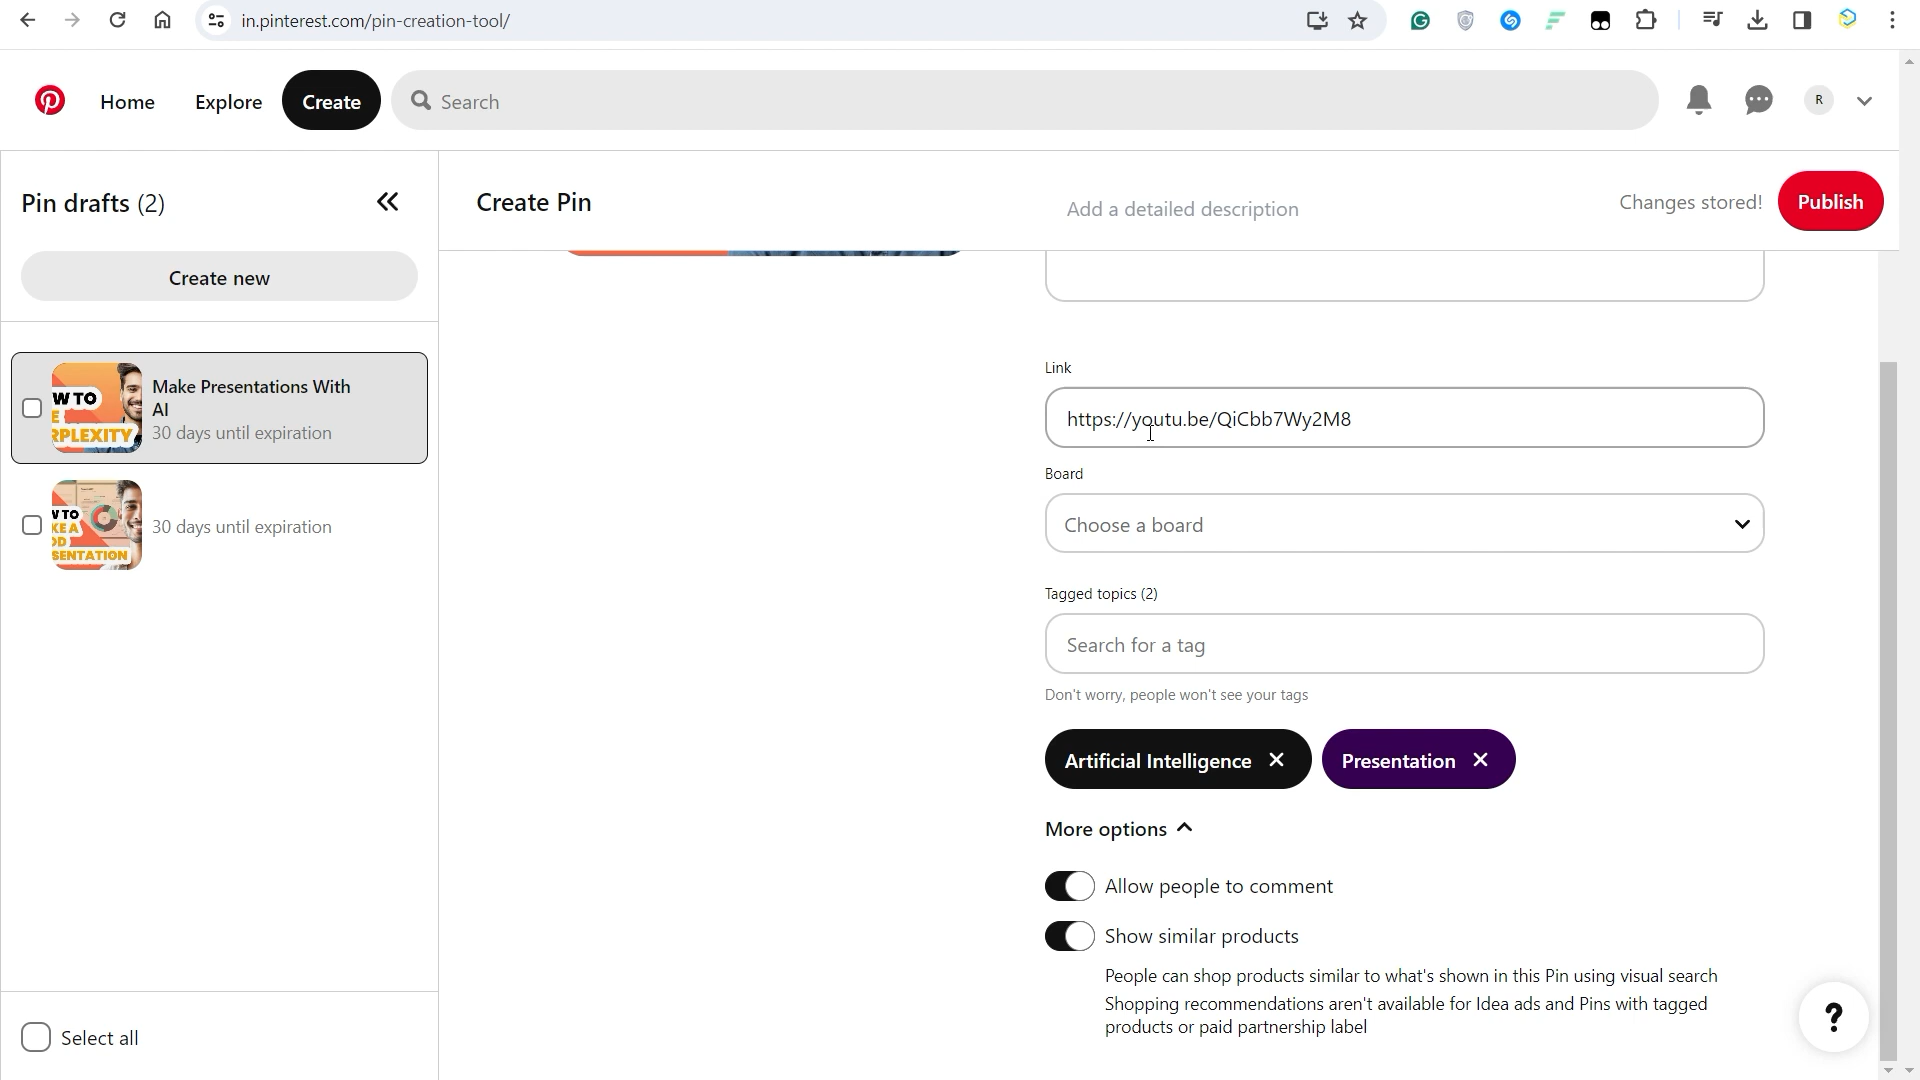 in.pinterest.com/pin-creation-tool/
Home
Explore
Create
Search
R
Pin drafts (2)
Create Pin
Add a detailed description
Changes stored!
Publish
Create new
W TO
RPLEXITY
Make Presentations With
AI
30 days until expiration
30 days until expiration
Link
https://youtu.be/QiCbb7Wy2M8
Board
Choose a board
Tagged topics (2)
Search for a tag
Don't worry, people won't see your tags
Artificial Intelligence
Presentation
More options
Allow people to comment
Show similar products
People can shop products similar to what's shown in this Pin using visual search
Shopping recommendations aren't available for Idea ads and Pins with tagged
products or paid partnership label
Select all
?